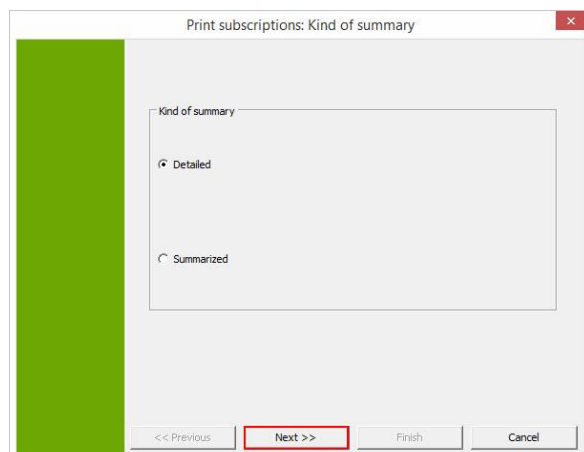 Print subscriptions: Kind of summary
Kind of summary
Detailed
Summarized
<< Previous Next >> Finish Cancel